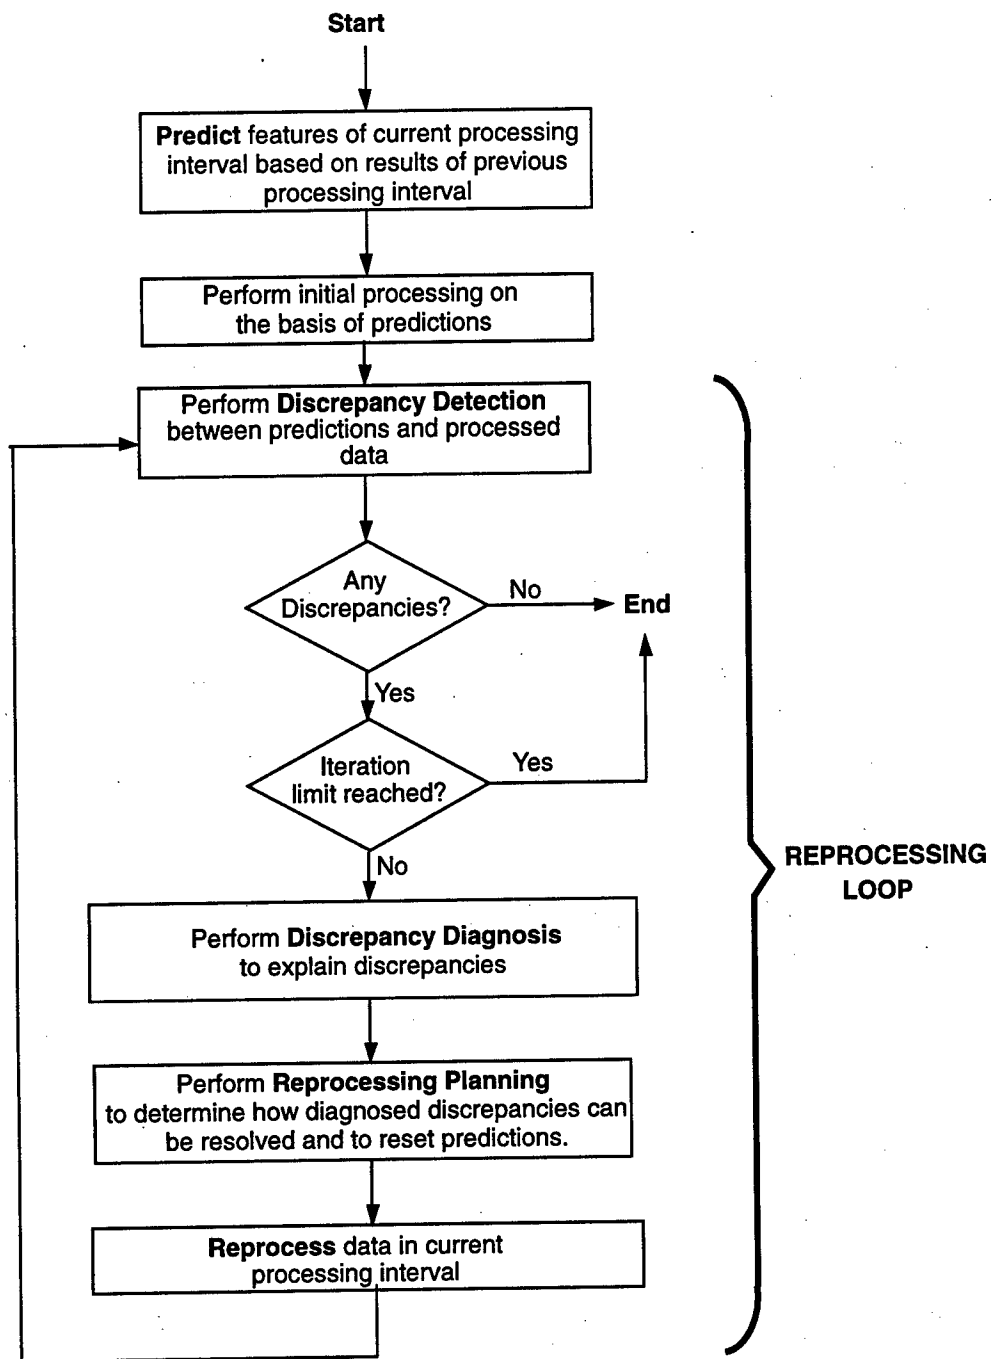 Start
Predict features of current processing
interval based on results of previous
processing interval
Perform initial processing on
the basis of predictions
Perform Discrepancy Detection
between predictions and processed
data
Any
Discrepancies?
No
End
Yes
Iteration
limit reached?
Yes
No
REPROCESSING
LOOP
Perform Discrepancy Diagnosis
to explain discrepancies
Perform Reprocessing Planning
to determine how diagnosed discrepancies can
be resolved and to reset predictions.
Reprocess data in current
processing interval